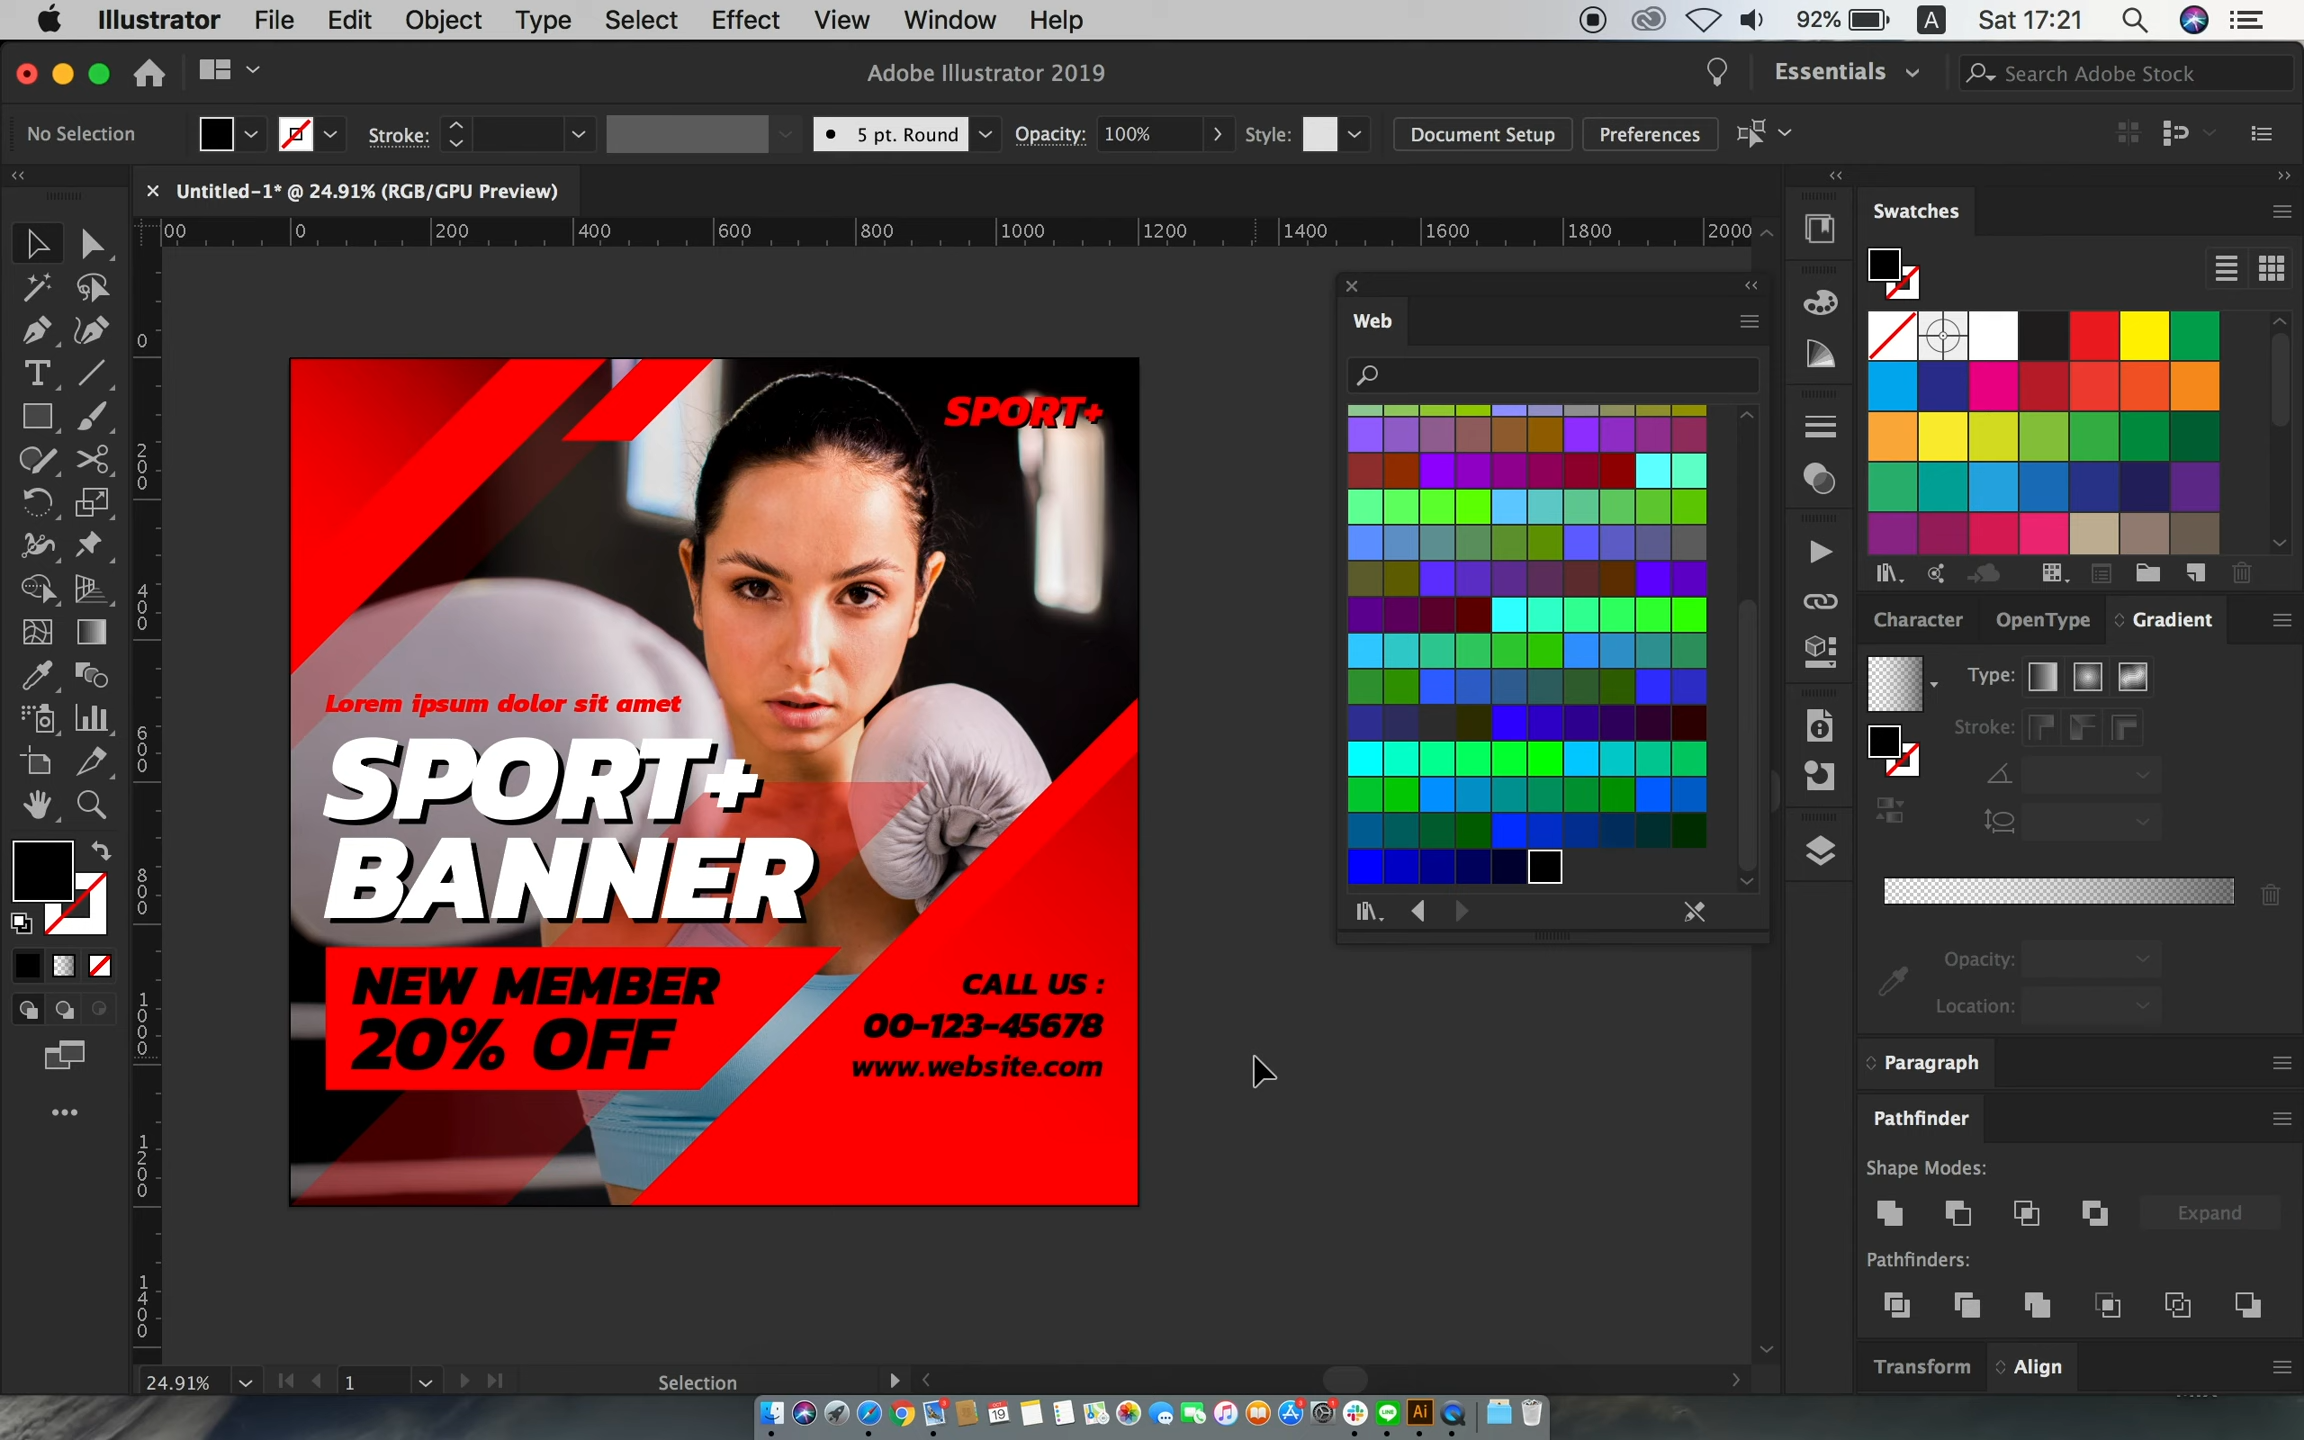 Illustrator File Edit Object Type Select Effect View Window Help 92% A Sat 17:21
Adobe Illustrator 2019 Essentials Search Adobe Stock
No Selection Stroke: 5 pt. Round Opacity: 100% Style: Document Setup Preferences
Untitled-1* @ 24.91% (RGB/GPU Preview)
00 0 200 400 600 800 1000 1200 1400 1600 1800 2000
0
200
400
600
800
1000
1200
1400
Swatches
Web
SPORT+
Lorem ipsum dolor sit amet
SPORT+
BANNER
NEW MEMBER
20% OFF
CALL US :
00-123-45678
www.website.com
Character OpenType Gradient
Type:
Stroke:
Opacity:
Location:
Paragraph
Pathfinder
Shape Modes:
Expand
Pathfinders:
Transform Align
24.91% 1 Selection
OCT
19
Ai